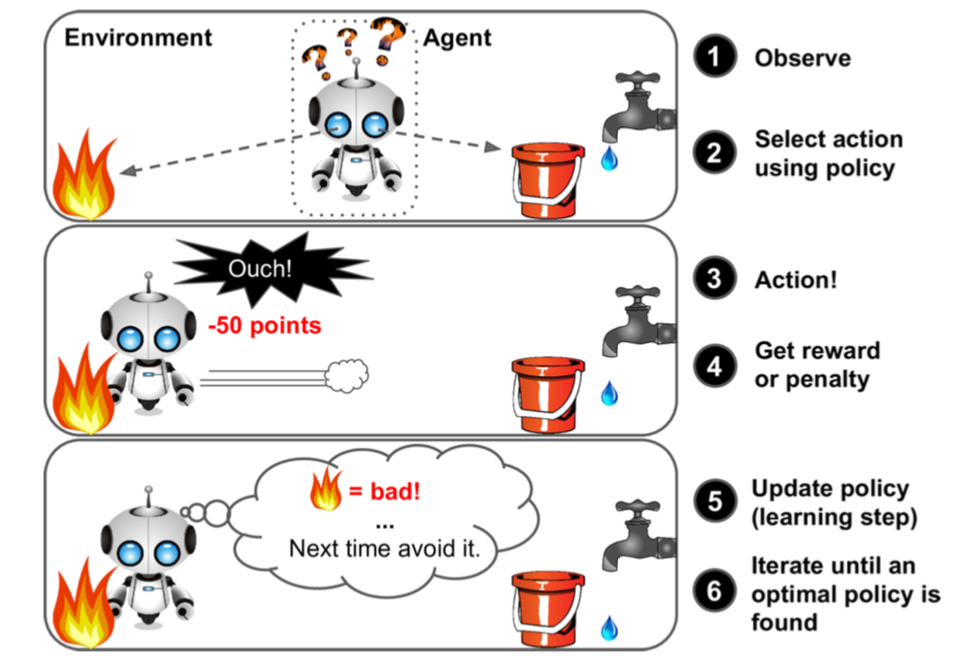 Environment
? ? ?
Agent
1 Observe
2 Select action
using policy
Ouch!
-50 points
3 Action!
4 Get reward
or penalty
= bad!
...
Next time avoid it.
5 Update policy
(learning step)
6 Iterate until an
optimal policy is
found